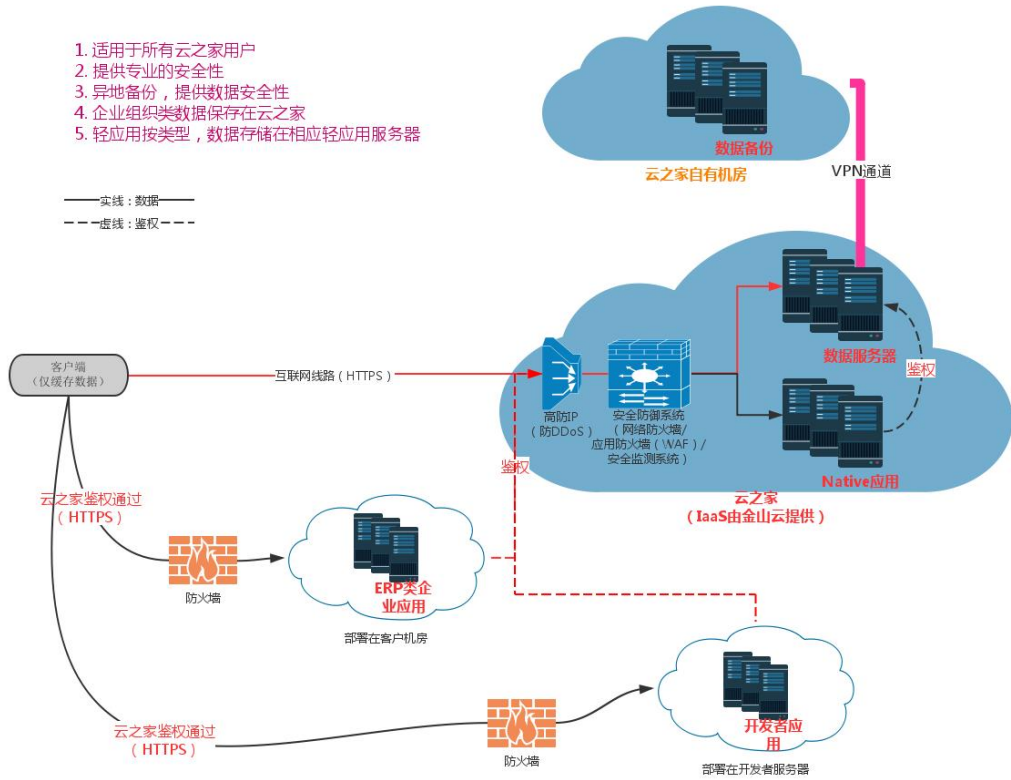 1. 适用于所有云之家用户
2. 提供专业的安全性
3. 异地备份，提供数据安全性
4. 企业组织类数据保存在云之家
5. 轻应用按类型，数据存储在相应轻应用服务器
实线：数据
虚线：鉴权
数据备份
云之家自有机房
VPN通道
数据服务器
鉴权
客户端
（仅缓存数据）
互联网线路（HTTPS）
高防IP
（防DDoS）
安全防御系统
（网络防火墙/
应用防火墙（WAF）/
安全监测系统）
Native应用
云之家
（IaaS由金山云提供）
鉴权
云之家鉴权通过
（HTTPS）
防火墙
ERP类企
业应用
部署在客户机房
云之家鉴权通过
（HTTPS）
防火墙
开发者应
用
部署在开发者服务器